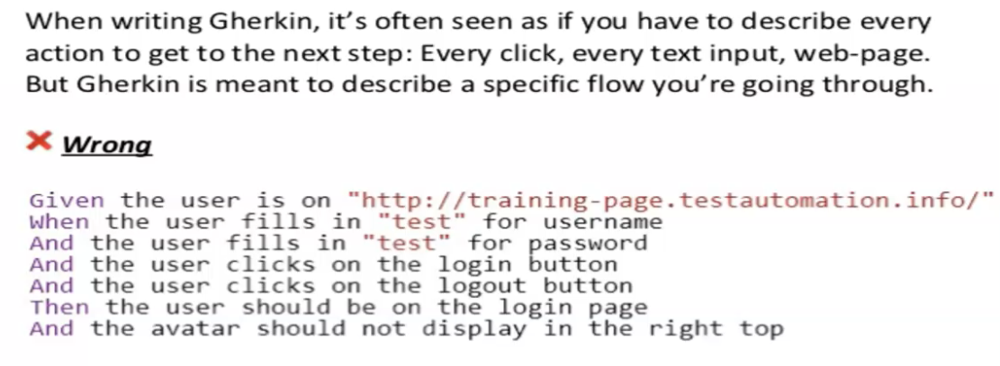 When writing Gherkin, it's often seen as if you have to describe every
action to get to the next step: Every click, every text input, web-page.
But Gherkin is meant to describe a specific flow you're going through.
❌ Wrong
Given the user is on "http://training-page.testautomation.info/"
When the user fills in "test" for username
And the user fills in "test" for password
And the user clicks on the login button
And the user clicks on the logout button
Then the user should be on the login page
And the avatar should not display in the right top